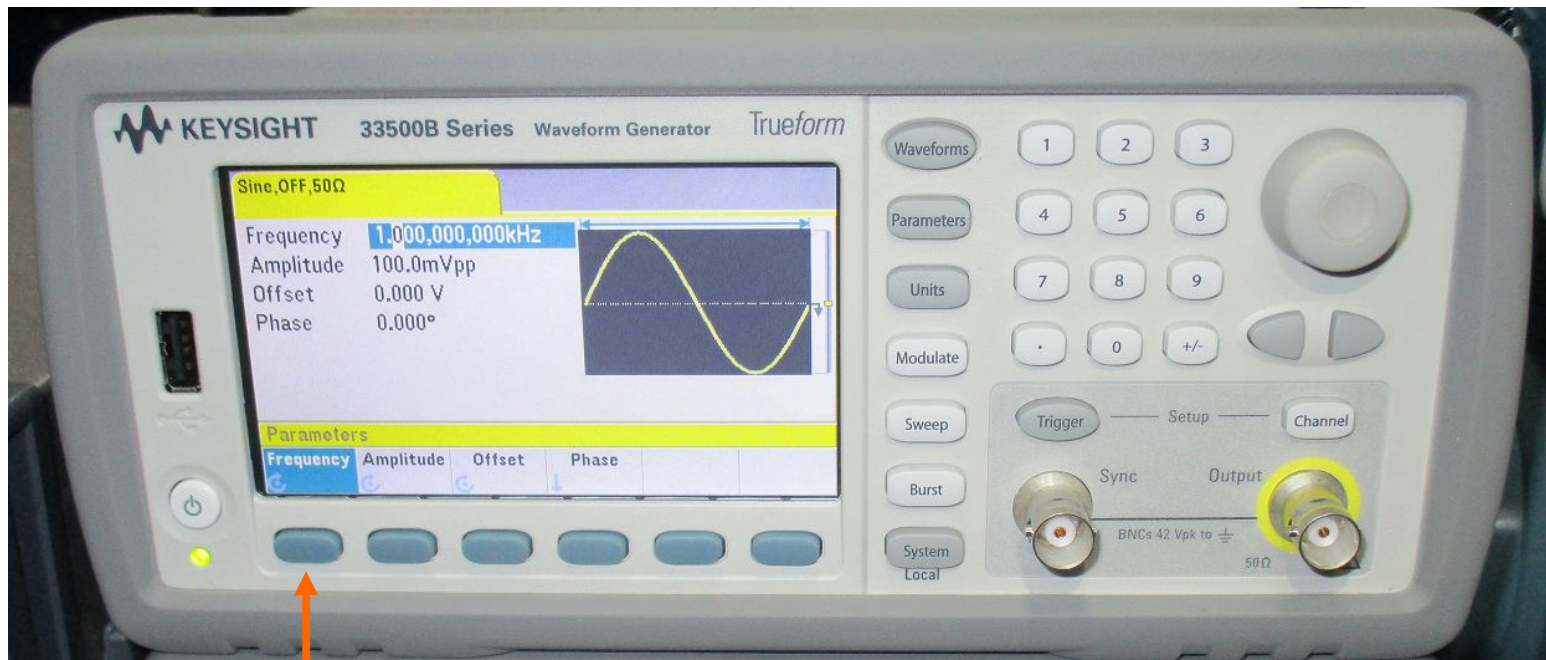 KEYSIGHT 33500B Series Waveform Generator Trueform
Sine,OFF,50Ω
Frequency 1.000,000,000kHz
Amplitude 100.0mVpp
Offset 0.000 V
Phase 0.000°
Parameters
Frequency Amplitude Offset Phase
Waveforms
Parameters
Units
Modulate
Sweep
Burst
System
Local
1 2 3
4 5 6
7 8 9
. 0 +/-
Trigger Setup Channel
Sync Output
BNCs 42 Vpk to
50Ω